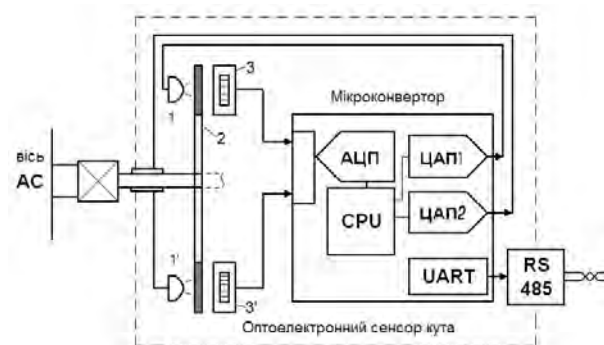 3
Мікроконвертор
1
2
вісь
АС
АЦП
ЦАП1
CPU
ЦАП2
1'
UART
RS
485
3'
Оптоелектронний сенсор кута